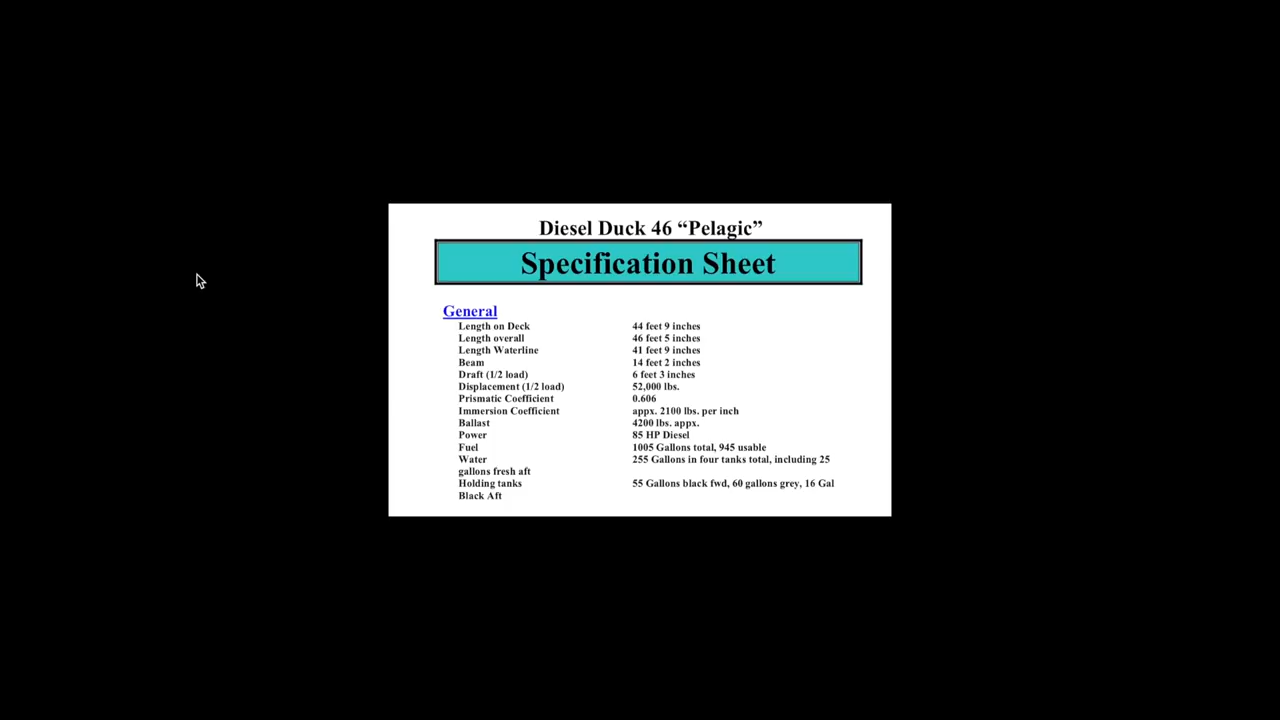 Diesel Duck 46 “Pelagic”
Specification Sheet
General
Length on Deck 44 feet 9 inches
Length overall 46 feet 5 inches
Length Waterline 41 feet 9 inches
Beam 14 feet 2 inches
Draft (1/2 load) 6 feet 3 inches
Displacement (1/2 load) 52,000 lbs.
Prismatic Coefficient 0.606
Immersion Coefficient appx. 2100 lbs. per inch
Ballast 4200 lbs. appx.
Power 85 HP Diesel
Fuel 1005 Gallons total, 945 usable
Water 255 Gallons in four tanks total, including 25
gallons fresh aft
Holding tanks 55 Gallons black fwd, 60 gallons grey, 16 Gal
Black Aft